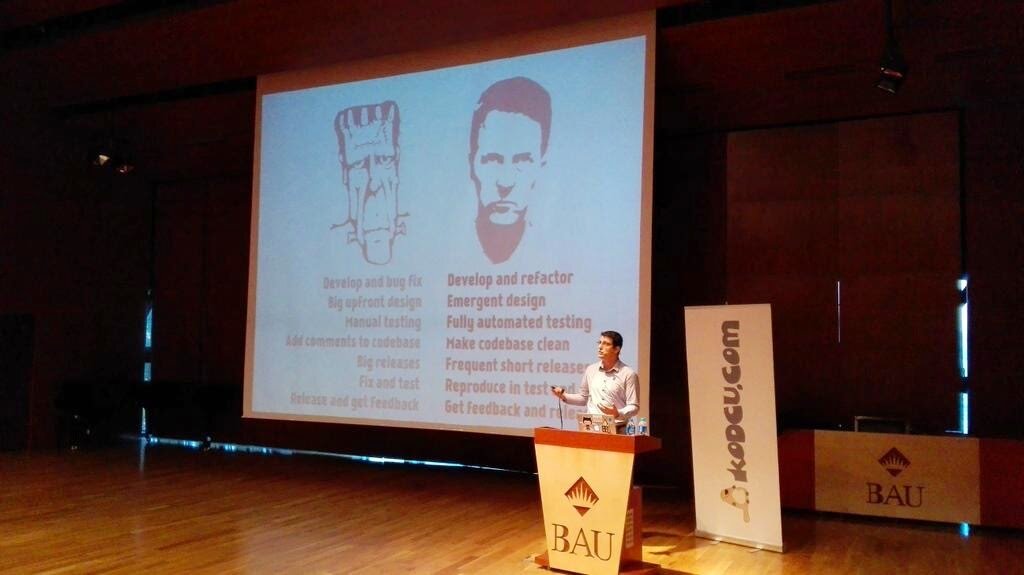 Develop and bug fix
Big upfront design
Manual testing
Add comments to codebase
Big releases
Fix and test
Release and get feedback
Develop and refactor
Emergent design
Fully automated testing
Make codebase clean
Frequent short releases
Reproduce in test and
Get feedback and
KODCU.COM
BAU
BAU